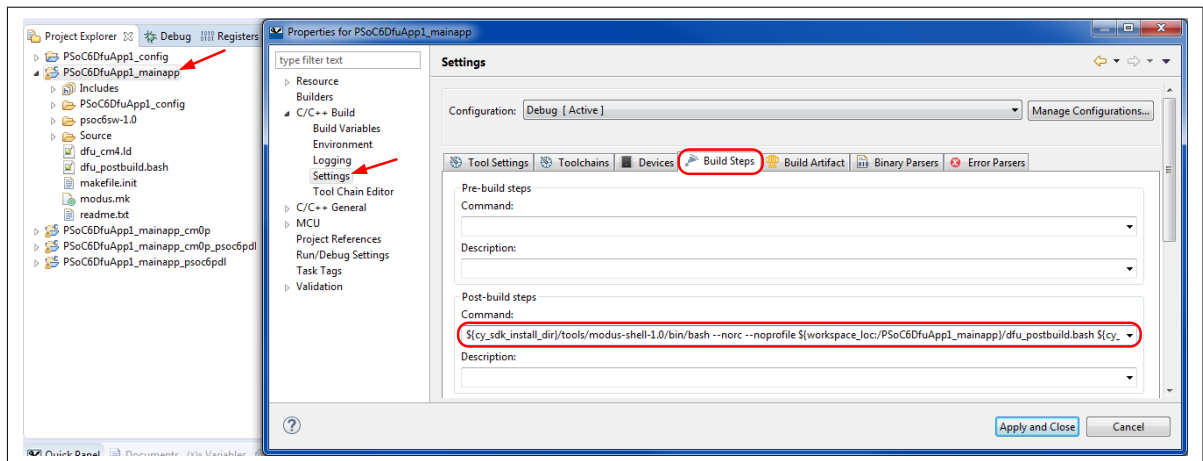 Project Explorer
Debug
Registers
PSoC6DfuApp1_config
PSoC6DfuApp1_mainapp
Includes
PSoC6DfuApp1_config
psoc6sw-1.0
Source
dfu_cm4.ld
dfu_postbuild.bash
makefile.init
modus.mk
readme.txt
PSoC6DfuApp1_mainapp_cm0p
PSoC6DfuApp1_mainapp_cm0p_psoc6pdl
PSoC6DfuApp1_mainapp_psoc6pdl
Quick Panel
Documents
(x)= Variables
Properties for PSoC6DfuApp1_mainapp
type filter text
Resource
Builders
C/C++ Build
Build Variables
Environment
Logging
Settings
Tool Chain Editor
C/C++ General
MCU
Project References
Run/Debug Settings
Task Tags
Validation
Settings
Configuration:
Debug [ Active ]
Manage Configurations...
Tool Settings
Toolchains
Devices
Build Steps
Build Artifact
Binary Parsers
Error Parsers
Pre-build steps
Command:
Description:
Post-build steps
Command:
${cy_sdk_install_dir}/tools/modus-shell-1.0/bin/bash --norc --noprofile ${workspace_loc:/PSoC6DfuApp1_mainapp}/dfu_postbuild.bash ${cy_
Description:
Apply and Close
Cancel